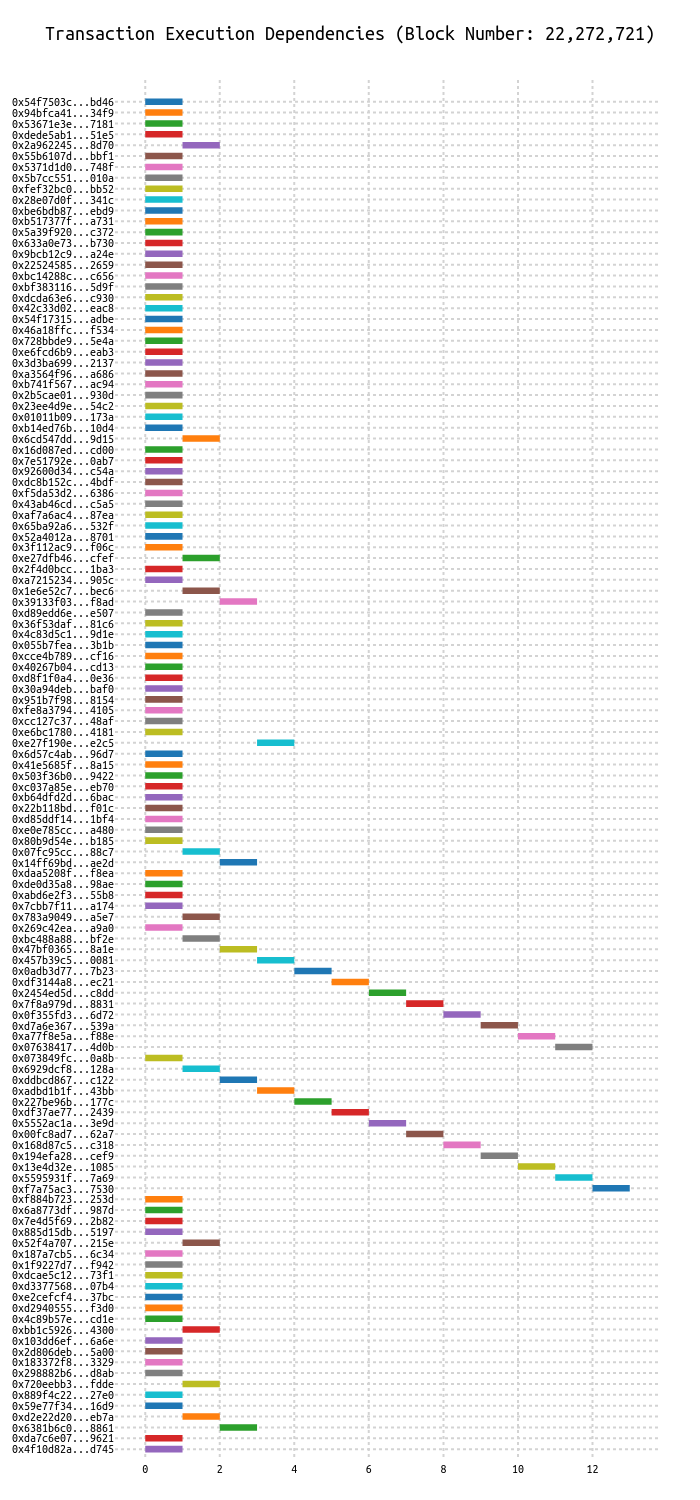 Transaction Execution Dependencies (Block Number: 22,272,721)
0x54f7503c...bd46
0x94bfca41...34f9
0x53671e3e...7181
0xdede5ab1...51e5
0x2a962245...8d70
0x55b6107d...bbf1
0x5371d1d0...748f
0x5b7cc551...010a
0xfef32bc0...bb52
0x28e07d0f...341c
0xbe6bdb87...ebd9
0xb517377f...a731
0x5a39f920...c372
0x633a0e73...b730
0x9bcb12c9...a24e
0x22524585...2659
0xbc14288c...c656
0xbf383116...5d9f
0xdcda63e6...c930
0x42c33d02...eac8
0x54f17315...adbe
0x46a18ffc...f534
0x728bbde9...5e4a
0xe6fcd6b9...eab3
0x3d3ba699...2137
0xa3564f96...a686
0xb741f567...ac94
0x2b5cae01...930d
0x23ee4d9e...54c2
0x01011b09...173a
0xb14ed76b...10d4
0x6cd547dd...9d15
0x16d087ed...cd00
0x7e51792e...0ab7
0x92600d34...c54a
0xdc8b152c...4bdf
0xf5da53d2...6386
0x43ab46cd...c5a5
0xaf7a6ac4...87ea
0x65ba92a6...532f
0x52a4012a...8701
0x3f112ac9...f06c
0xe27dfb46...cfef
0x2f4d0bcc...1ba3
0xa7215234...905c
0x1e6e52c7...bec6
0x39133f03...f8ad
0xd89edd6e...e507
0x36f53daf...81c6
0x4c83d5c1...9d1e
0x055b7fea...3b1b
0xcce4b789...cf16
0x40267b04...cd13
0xd8f1f0a4...0e36
0x30a94deb...baf0
0x951b7f98...8154
0xfe8a3794...4105
0xcc127c37...48af
0xe6bc1780...4181
0xe27f190e...e2c5
0x6d57c4ab...96d7
0x41e5685f...8a15
0x503f36b0...9422
0xc037a85e...eb70
0xb64dfd2d...6bac
0x22b118bd...f01c
0xd85ddf14...1bf4
0xe0e785cc...a480
0x80b9d54e...b185
0x07fc95cc...88c7
0x14ff69bd...ae2d
0xdaa5208f...f8ea
0xde0d35a8...98ae
0xabd6e2f3...55b8
0x7cbb7f11...a174
0x783a9049...a5e7
0x269c42ea...a9a0
0xbc488a88...bf2e
0x47bf0365...8a1e
0x457b39c5...0081
0x0adb3d77...7b23
0xdf3144a8...ec21
0x2454ed5d...c8dd
0x7f8a979d...8831
0x0f355fd3...6d72
0xd7a6e367...539a
0xa77f8e5a...f88e
0x07638417...4d0b
0x073849fc...0a8b
0x6929dcf8...128a
0xddbcd867...c122
0xadbd1b1f...43bb
0x227be96b...177c
0xdf37ae77...2439
0x5552ac1a...3e9d
0x00fc8ad7...62a7
0x168d87c5...c318
0x194efa28...cef9
0x13e4d32e...1085
0x5595931f...7a69
0xf7a75ac3...7530
0xf884b723...253d
0x6a8773df...987d
0x7e4d5f69...2b82
0x885d15db...5197
0x52f4a707...215e
0x187a7cb5...6c34
0x1f9227d7...f942
0xdcae5c12...73f1
0xd3377568...07b4
0xe2cefcf4...37bc
0xd2940555...f3d0
0x4c89b57e...cd1e
0xbb1c5926...4300
0x103dd6ef...6a6e
0x2d806deb...5a00
0x183372f8...3329
0x298882b6...d8ab
0x720eebb3...fdde
0x889f4c22...27e0
0x59e77f34...16d9
0xd2e22d20...eb7a
0x6381b6c0...8861
0xda7c6e07...9621
0x4f10d82a...d745
0 2 4 6 8 10 12